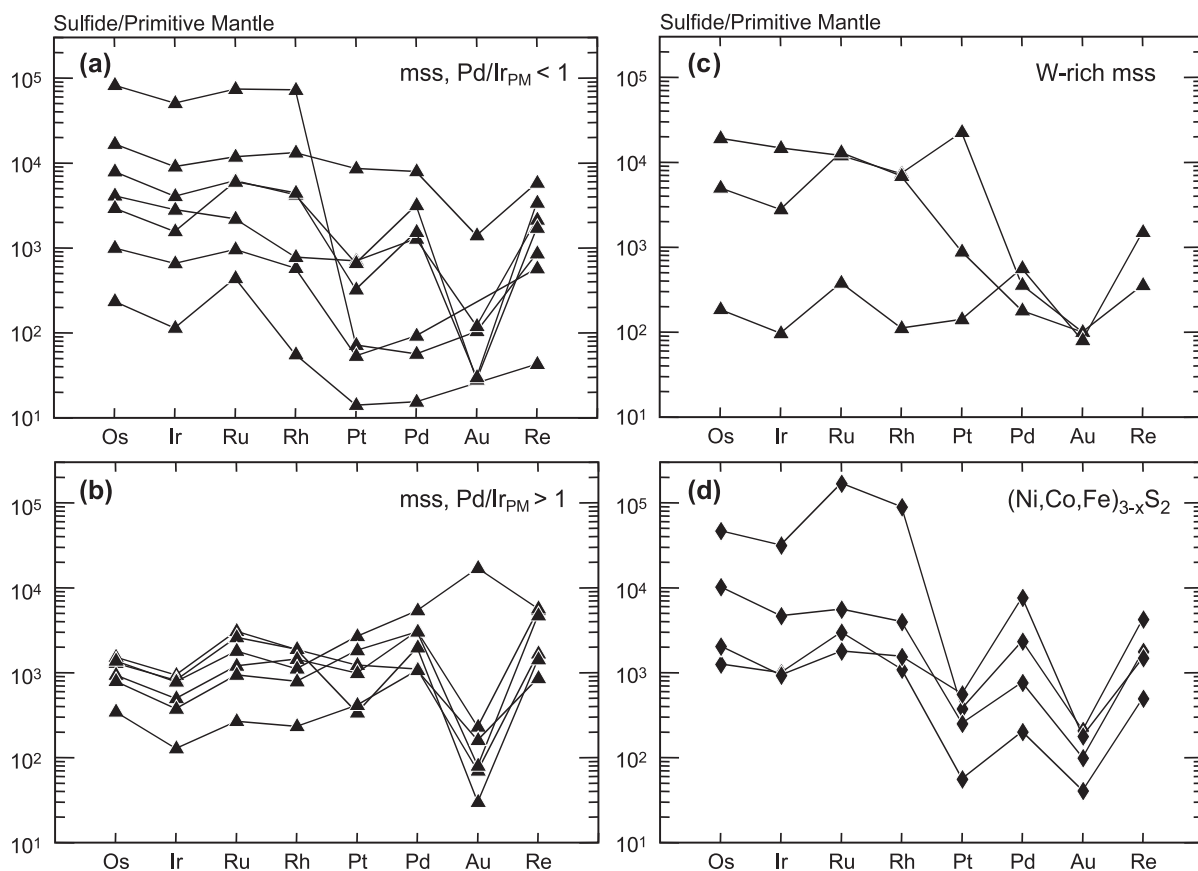 Sulfide/Primitive Mantle
(a)
mss, Pd/Ir_PM < 1
10⁵
10⁴
10³
10²
10¹
Os Ir Ru Rh Pt Pd Au Re
(b)
mss, Pd/Ir_PM > 1
10⁵
10⁴
10³
10²
10¹
Os Ir Ru Rh Pt Pd Au Re
Sulfide/Primitive Mantle
(c)
W-rich mss
10⁵
10⁴
10³
10²
10¹
Os Ir Ru Rh Pt Pd Au Re
(d)
(Ni,Co,Fe)₃₋ₓS₂
10⁵
10⁴
10³
10²
10¹
Os Ir Ru Rh Pt Pd Au Re